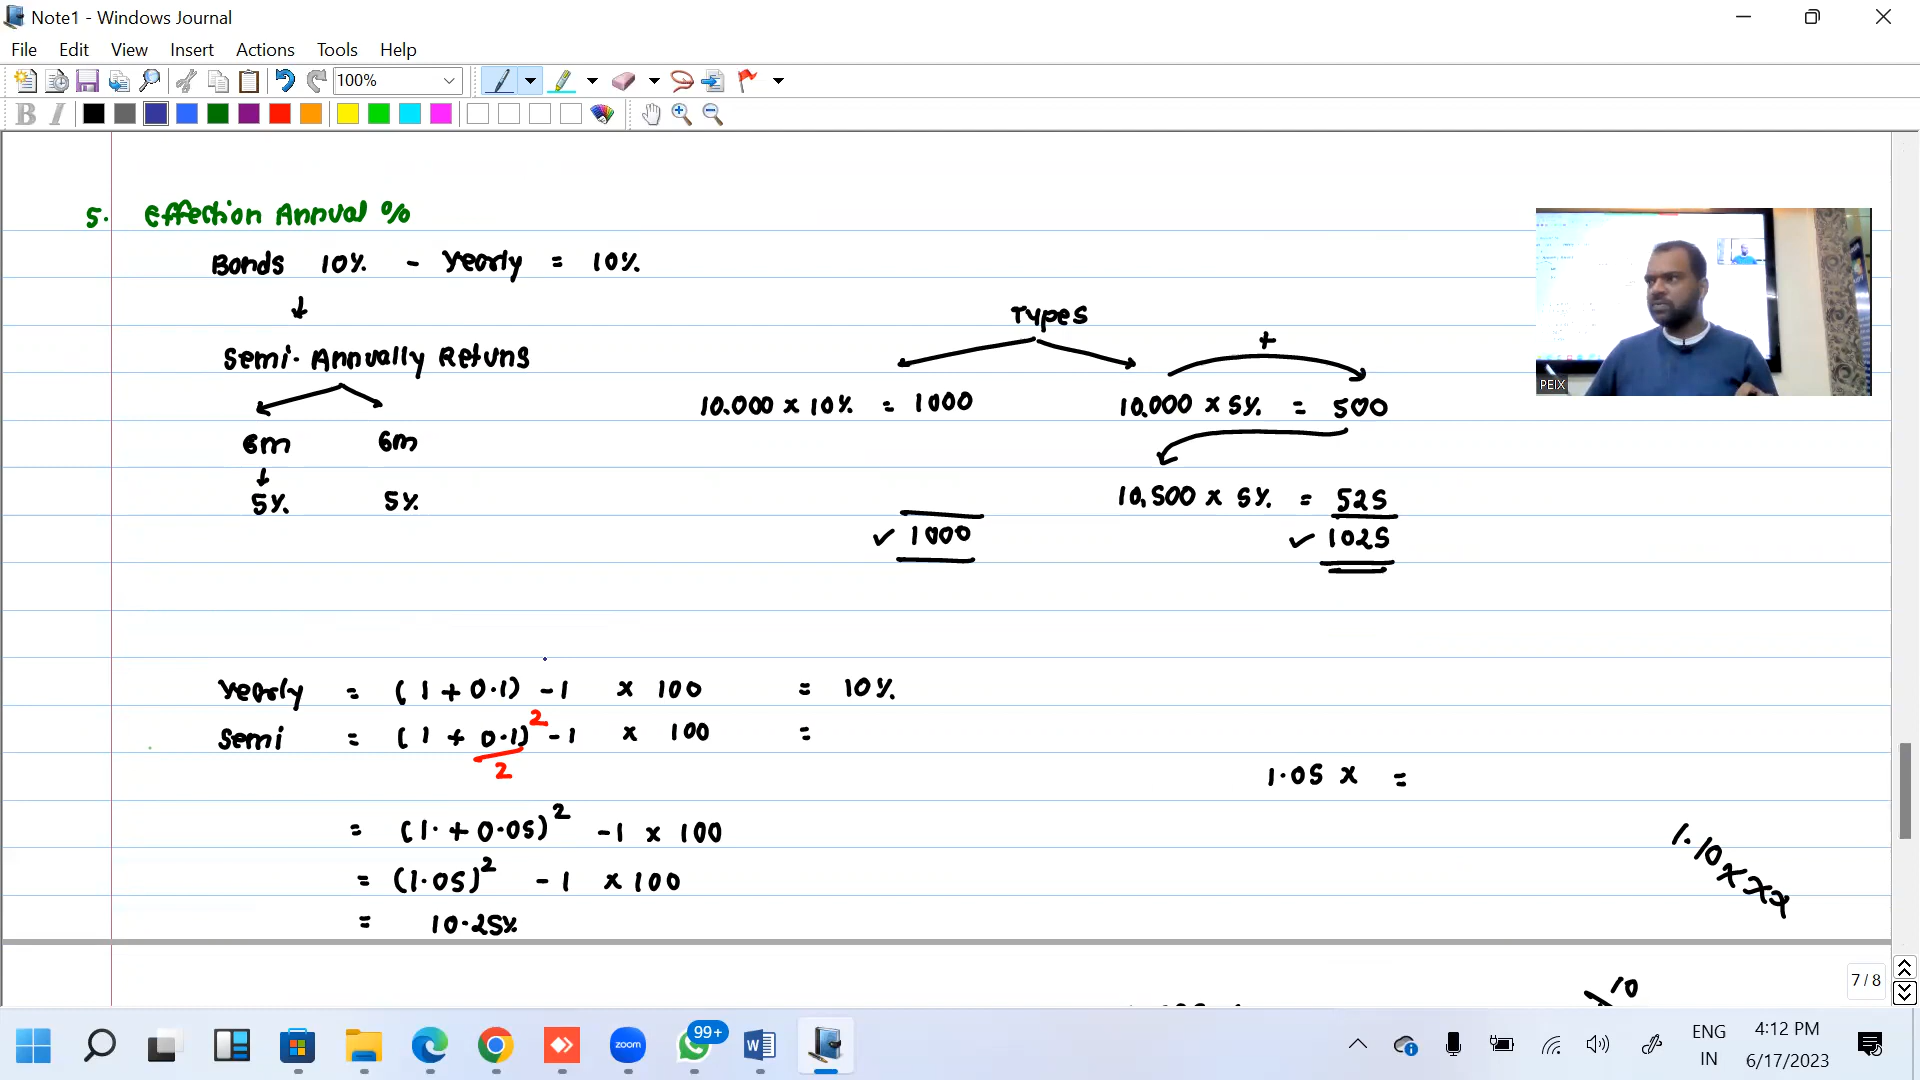 Note1 - Windows Journal
File Edit View Insert Actions Tools Help
100%
B I
5. Effection Annual %
Bonds 10% - Yearly = 10%
Semi-Annually Retuns
6m 6m
5% 5%
Types
+
10.000 x 10% = 1000
10,000 x 5% = 500
10,500 x 5% = 525
✓ 1000
✓ 1025
PEIX
Yearly = (1 + 0.1) - 1 x 100 = 10%
Semi = (1 + 0.1/2)² - 1 x 100 =
1.05 x =
= (1. + 0.05)² - 1 x 100
= (1.05)² - 1 x 100
= 10.25%
1.10 x x x
10
7 / 8
99+
zoom
ENG
IN
4:12 PM
6/17/2023